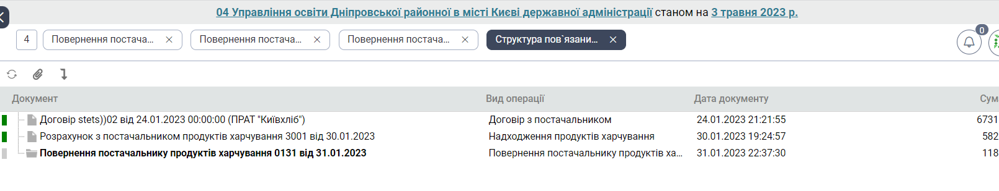 04 Управління освіти Дніпровської районної в місті Києві державної адміністрації станом на 3 травня 2023 р.
4 Повернення постача... Повернення постача... Повернення постача... Структура пов`язани... 0
Документ Вид операції Дата документу Сум
Договір stets))02 від 24.01.2023 00:00:00 (ПРАТ "Київхліб") Договір з постачальником 24.01.2023 21:21:55 6731
Розрахунок з постачальником продуктів харчування 3001 від 30.01.2023 Надходження продуктів харчування 30.01.2023 19:24:57 582
Повернення постачальнику продуктів харчування 0131 від 31.01.2023 Повернення постачальнику продуктів ха... 31.01.2023 22:37:30 118